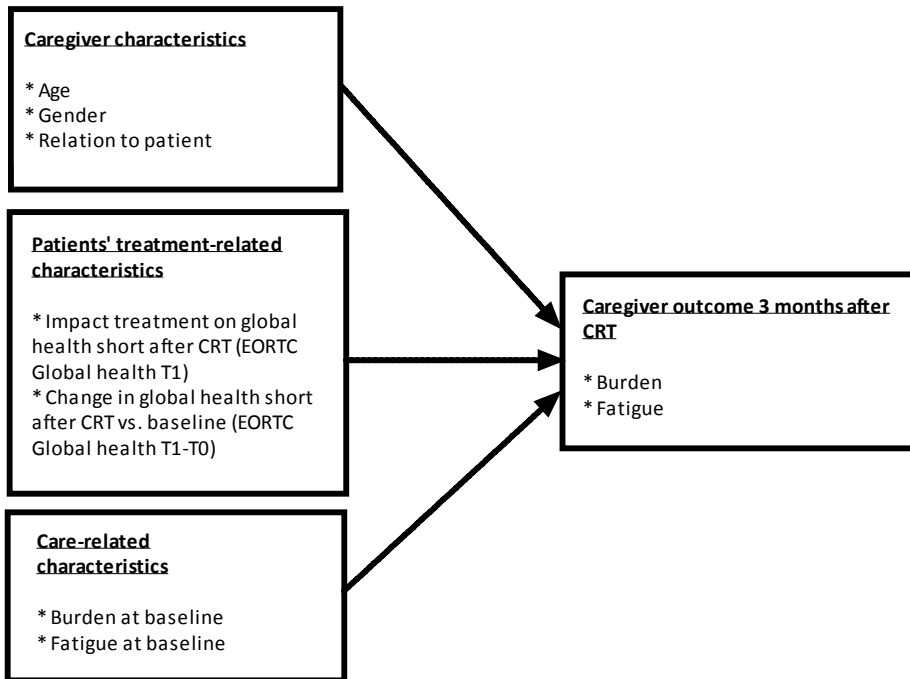 Caregiver characteristics
* Age
* Gender
* Relation to patient
Patients' treatment-related
characteristics
* Impact treatment on global
health short after CRT (EORTC
Global health T1)
* Change in global health short
after CRT vs. baseline (EORTC
Global health T1-T0)
Care-related
characteristics
* Burden at baseline
* Fatigue at baseline
Caregiver outcome 3 months after
CRT
* Burden
* Fatigue